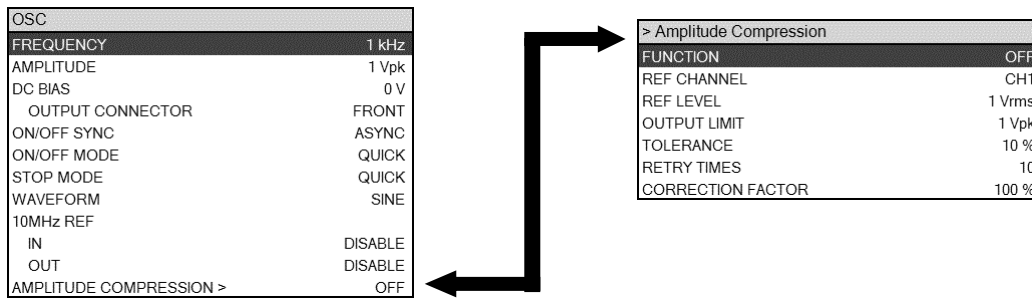 OSC
FREQUENCY 1 kHz
AMPLITUDE 1 Vpk
DC BIAS 0 V
OUTPUT CONNECTOR FRONT
ON/OFF SYNC ASYNC
ON/OFF MODE QUICK
STOP MODE QUICK
WAVEFORM SINE
10MHz REF
IN DISABLE
OUT DISABLE
AMPLITUDE COMPRESSION > OFF
> Amplitude Compression
FUNCTION OFF
REF CHANNEL CH1
REF LEVEL 1 Vrms
OUTPUT LIMIT 1 Vpk
TOLERANCE 10 %
RETRY TIMES 10
CORRECTION FACTOR 100 %